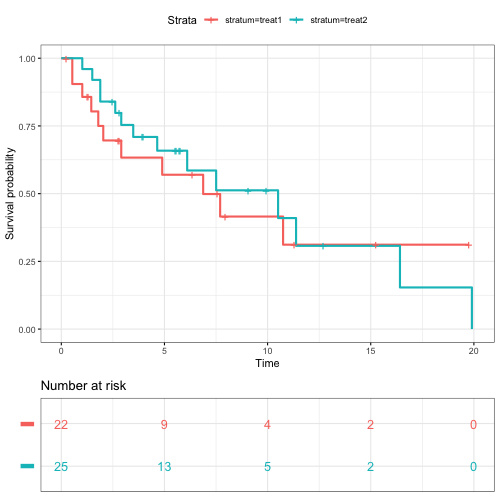 Strata stratum=treat1 stratum=treat2
1.00
0.75
0.50
0.25
0.00
Survival probability
0 5 10 15 20
Time
Number at risk
22 9 4 2 0
25 13 5 2 0